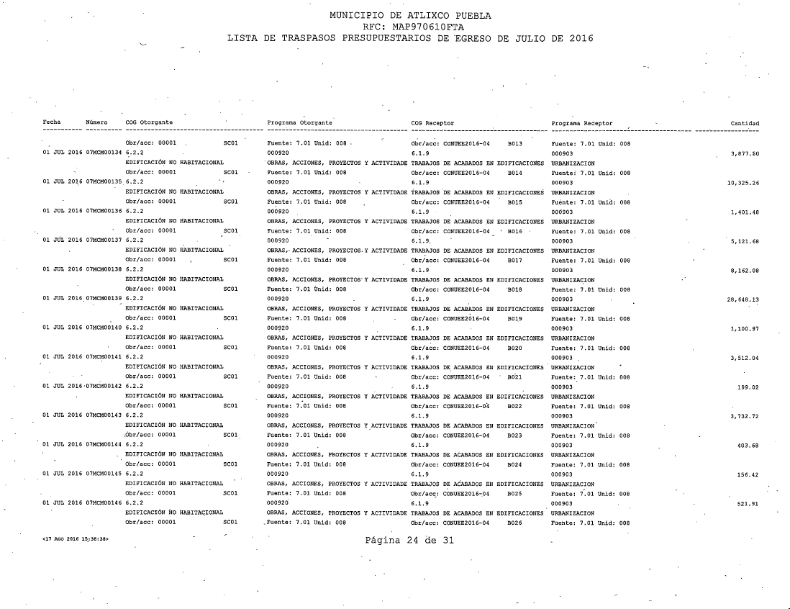 MUNICIPIO DE ATLIXCO PUEBLA
RFC: MAP970610FTA
LISTA DE TRASPASOS PRESUPUESTARIOS DE EGRESO DE JULIO DE 2016
Fecha Número COG Otorgante Programa Otorgante COG Receptor Programa Receptor Cantidad
Obr/acc: 00001 SC01 Fuente: 7.01 Unid: 008 Obr/acc: CONUEE2016-04 B013 Fuente: 7.01 Unid: 008
01 JUL 2016 07MCM00134 6.2.2 000920 6.1.9 000903 3,877.80
EDIFICACIÓN NO HABITACIONAL OBRAS, ACCIONES, PROYECTOS Y ACTIVIDADE TRABAJOS DE ACABADOS EN EDIFICACIONES URBANIZACION
Obr/acc: 00001 SC01 Fuente: 7.01 Unid: 008 Obr/acc: CONUEE2016-04 B014 Fuente: 7.01 Unid: 008
01 JUL 2016 07MCM00135 6.2.2 000920 6.1.9 000903 10,325.26
EDIFICACIÓN NO HABITACIONAL OBRAS, ACCIONES, PROYECTOS Y ACTIVIDADE TRABAJOS DE ACABADOS EN EDIFICACIONES URBANIZACION
Obr/acc: 00001 SC01 Fuente: 7.01 Unid: 008 Obr/acc: CONUEE2016-04 B015 Fuente: 7.01 Unid: 008
01 JUL 2016 07MCM00136 6.2.2 000920 6.1.9 000903 1,401.48
EDIFICACIÓN NO HABITACIONAL OBRAS, ACCIONES, PROYECTOS Y ACTIVIDADE TRABAJOS DE ACABADOS EN EDIFICACIONES URBANIZACION
Obr/acc: 00001 SC01 Fuente: 7.01 Unid: 008 Obr/acc: CONUEE2016-04 B016 Fuente: 7.01 Unid: 008
01 JUL 2016 07MCM00137 6.2.2 000920 6.1.9 000903 5,121.68
EDIFICACIÓN NO HABITACIONAL OBRAS, ACCIONES, PROYECTOS Y ACTIVIDADE TRABAJOS DE ACABADOS EN EDIFICACIONES URBANIZACION
Obr/acc: 00001 SC01 Fuente: 7.01 Unid: 008 Obr/acc: CONUEE2016-04 B017 Fuente: 7.01 Unid: 008
01 JUL 2016 07MCM00138 6.2.2 000920 6.1.9 000903 8,162.08
EDIFICACIÓN NO HABITACIONAL OBRAS, ACCIONES, PROYECTOS Y ACTIVIDADE TRABAJOS DE ACABADOS EN EDIFICACIONES URBANIZACION
Obr/acc: 00001 SC01 Fuente: 7.01 Unid: 008 Obr/acc: CONUEE2016-04 B018 Fuente: 7.01 Unid: 008
01 JUL 2016 07MCM00139 6.2.2 000920 6.1.9 000903 28,648.13
EDIFICACIÓN NO HABITACIONAL OBRAS, ACCIONES, PROYECTOS Y ACTIVIDADE TRABAJOS DE ACABADOS EN EDIFICACIONES URBANIZACION
Obr/acc: 00001 SC01 Fuente: 7.01 Unid: 008 Obr/acc: CONUEE2016-04 B019 Fuente: 7.01 Unid: 008
01 JUL 2016 07MCM00140 6.2.2 000920 6.1.9 000903 1,100.97
EDIFICACIÓN NO HABITACIONAL OBRAS, ACCIONES, PROYECTOS Y ACTIVIDADE TRABAJOS DE ACABADOS EN EDIFICACIONES URBANIZACION
Obr/acc: 00001 SC01 Fuente: 7.01 Unid: 008 Obr/acc: CONUEE2016-04 B020 Fuente: 7.01 Unid: 008
01 JUL 2016 07MCM00141 6.2.2 000920 6.1.9 000903 3,512.04
EDIFICACIÓN NO HABITACIONAL OBRAS, ACCIONES, PROYECTOS Y ACTIVIDADE TRABAJOS DE ACABADOS EN EDIFICACIONES URBANIZACION
Obr/acc: 00001 SC01 Fuente: 7.01 Unid: 008 Obr/acc: CONUEE2016-04 B021 Fuente: 7.01 Unid: 008
01 JUL 2016 07MCM00142 6.2.2 000920 6.1.9 000903 199.02
EDIFICACIÓN NO HABITACIONAL OBRAS, ACCIONES, PROYECTOS Y ACTIVIDADE TRABAJOS DE ACABADOS EN EDIFICACIONES URBANIZACION
Obr/acc: 00001 SC01 Fuente: 7.01 Unid: 008 Obr/acc: CONUEE2016-04 B022 Fuente: 7.01 Unid: 008
01 JUL 2016 07MCM00143 6.2.2 000920 6.1.9 000903 3,732.72
EDIFICACIÓN NO HABITACIONAL OBRAS, ACCIONES, PROYECTOS Y ACTIVIDADE TRABAJOS DE ACABADOS EN EDIFICACIONES URBANIZACION
Obr/acc: 00001 SC01 Fuente: 7.01 Unid: 008 Obr/acc: CONUEE2016-04 B023 Fuente: 7.01 Unid: 008
01 JUL 2016 07MCM00144 6.2.2 000920 6.1.9 000903 403.68
EDIFICACIÓN NO HABITACIONAL OBRAS, ACCIONES, PROYECTOS Y ACTIVIDADE TRABAJOS DE ACABADOS EN EDIFICACIONES URBANIZACION
Obr/acc: 00001 SC01 Fuente: 7.01 Unid: 008 Obr/acc: CONUEE2016-04 B024 Fuente: 7.01 Unid: 008
01 JUL 2016 07MCM00145 6.2.2 000920 6.1.9 000903 156.42
EDIFICACIÓN NO HABITACIONAL OBRAS, ACCIONES, PROYECTOS Y ACTIVIDADE TRABAJOS DE ACABADOS EN EDIFICACIONES URBANIZACION
Obr/acc: 00001 SC01 Fuente: 7.01 Unid: 008 Obr/acc: CONUEE2016-04 B025 Fuente: 7.01 Unid: 008
01 JUL 2016 07MCM00146 6.2.2 000920 6.1.9 000903 521.91
EDIFICACIÓN NO HABITACIONAL OBRAS, ACCIONES, PROYECTOS Y ACTIVIDADE TRABAJOS DE ACABADOS EN EDIFICACIONES URBANIZACION
Obr/acc: 00001 SC01 Fuente: 7.01 Unid: 008 Obr/acc: CONUEE2016-04 B026 Fuente: 7.01 Unid: 008
<17 Ago 2016 15:38:38> Página 24 de 31